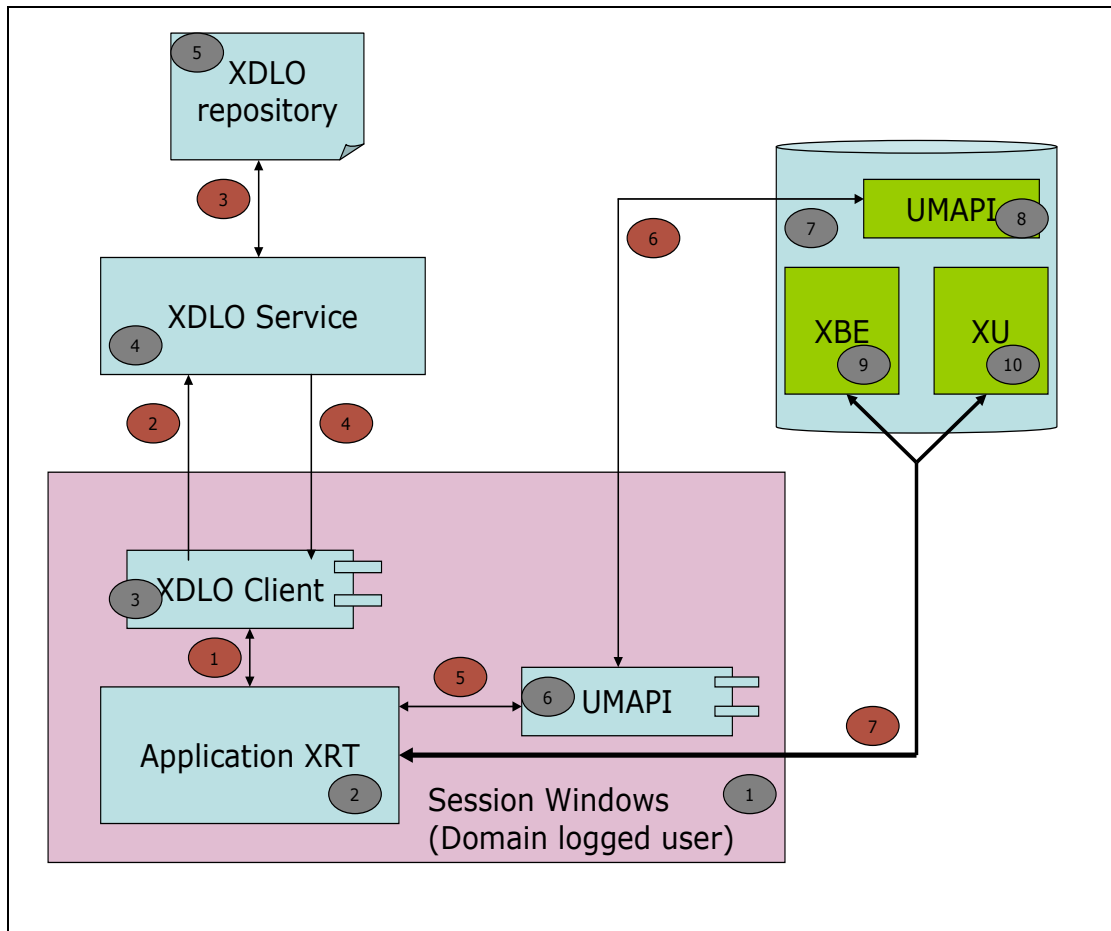 5
XDLO
repository
3
UMAPI
8
7
6
XDLO Service
4
XBE
9
XU
10
2
4
XDLO Client
3
1
5
6
UMAPI
7
Application XRT
2
Session Windows
(Domain logged user)
1